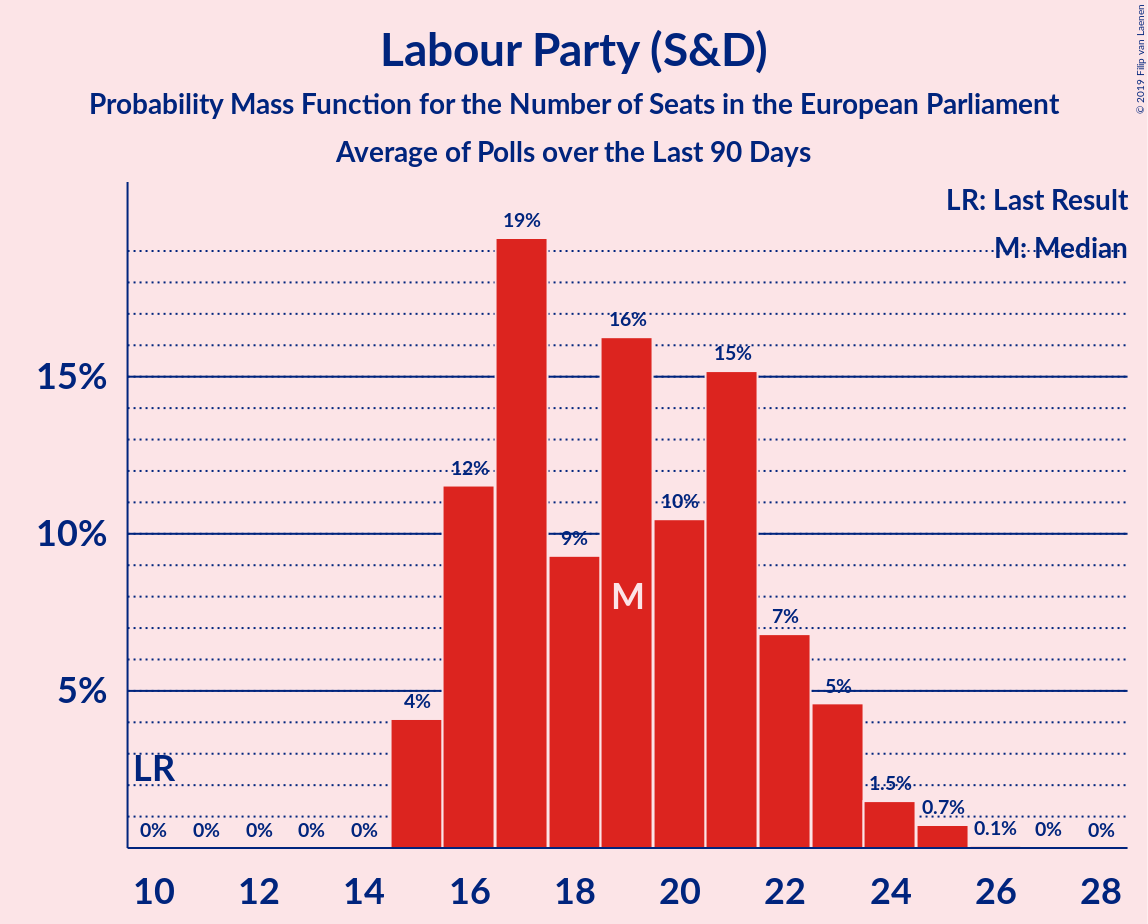 Labour Party (S&D)
Probability Mass Function for the Number of Seats in the European Parliament
Average of Polls over the Last 90 Days
© 2019 Filip van Laenen
LR: Last Result
M: Median
19%
16%
15%
15%
12%
10%
10%
9%
M
7%
5%
5%
4%
LR
1.5%
0.7%
0% 0% 0% 0% 0% 0.1% 0% 0%
10 12 14 16 18 20 22 24 26 28